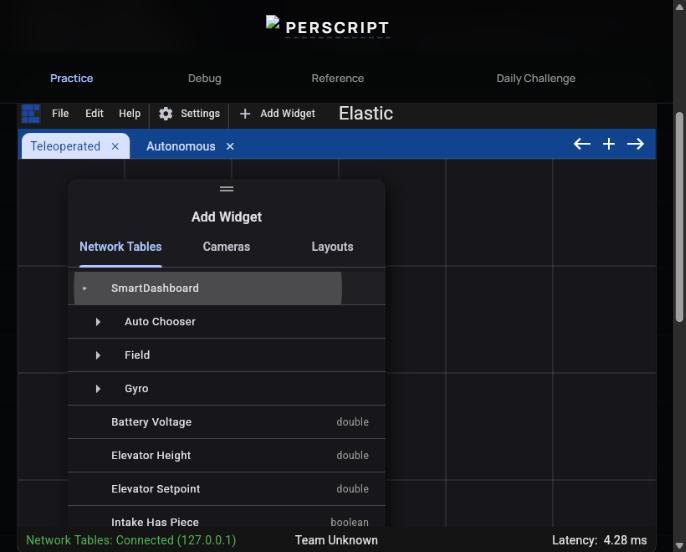 PERSCRIPT
Practice Debug Reference Daily Challenge
File Edit Help Settings + Add Widget Elastic
Teleoperated × Autonomous ×
Add Widget
Network Tables Cameras Layouts
SmartDashboard
Auto Chooser
Field
Gyro
Battery Voltage double
Elevator Height double
Elevator Setpoint double
Intake Has Piece boolean
Network Tables: Connected (127.0.0.1) Team Unknown Latency: 4.28 ms